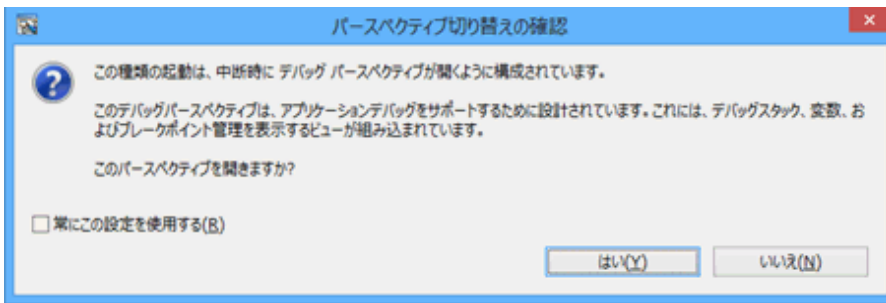 パースペクティブ切り替えの確認
この種類の起動は、中断時に デバッグ パースペクティブが開くように構成されています。
このデバッグパースペクティブは、アプリケーションデバッグをサポートするために設計されています。これには、デバッグスタック、変数、お
よびブレークポイント管理を表示するビューが組み込まれています。
このパースペクティブを開きますか?
常にこの設定を使用する(R)
はい(Y)
いいえ(N)